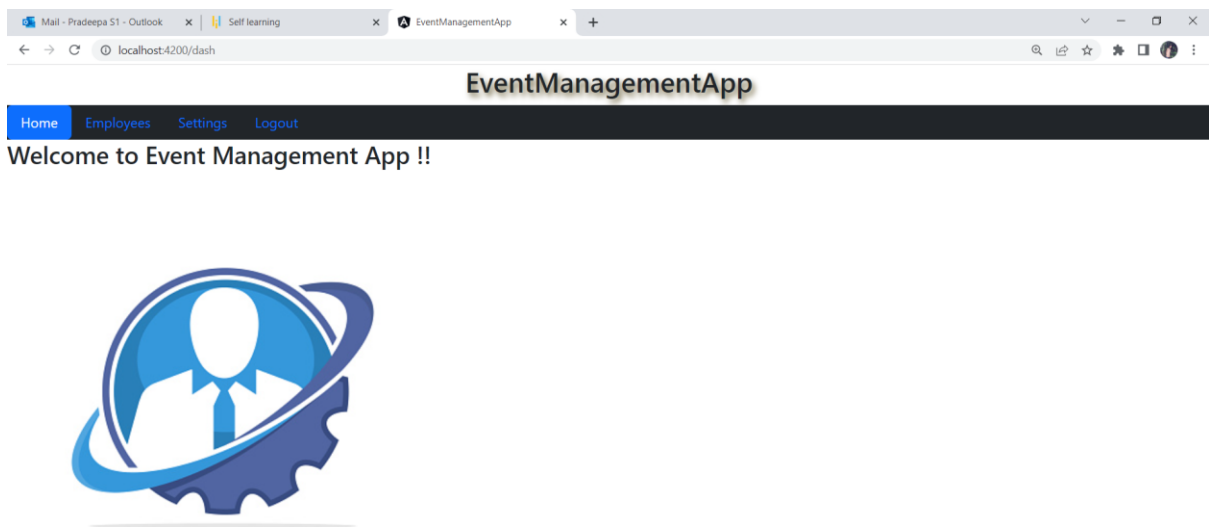 Mail - Pradeepa S1 - Outlook Self learning EventManagementApp
localhost:4200/dash
EventManagementApp
Home Employees Settings Logout
Welcome to Event Management App !!